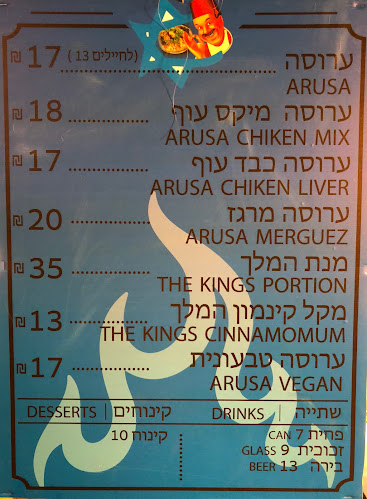 ערוסה (לחיילים 13) ........................ 17 ₪
ARUSA
ערוסה מיקס עוף .................. 18 ₪
ARUSA CHIKEN MIX
ערוסה כבד עוף .................. 17 ₪
ARUSA CHIKEN LIVER
ערוסה מרגז .................. 20 ₪
ARUSA MERGUEZ
מנת המלך .................. 35 ₪
THE KINGS PORTION
מקל קינמון המלך .................. 13 ₪
THE KINGS CINNAMOMUM
ערוסה טבעונית .................. 17 ₪
ARUSA VEGAN
שתייה | DRINKS
פחית CAN 7
זכוכית GLASS 9
בירה BEER 13
קינוחים | DESSERTS
קינוח 10